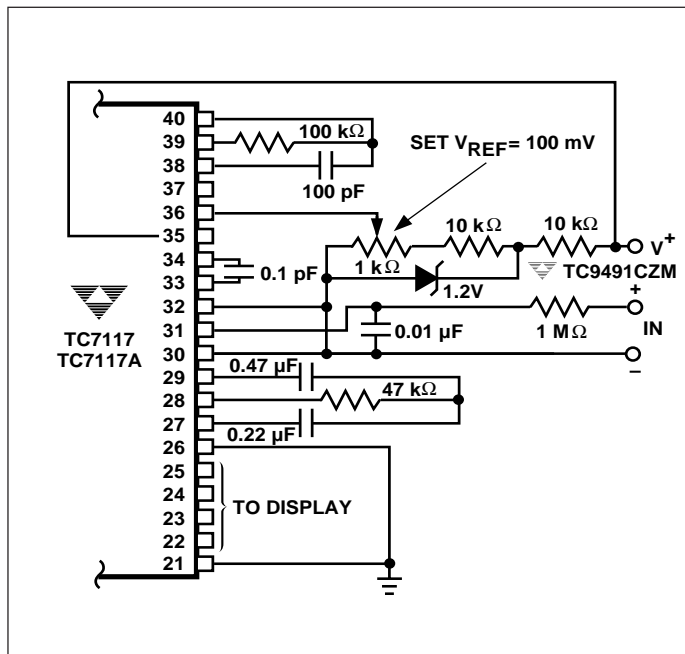 40
39
38
37
36
35
34
33
32
31
30
29
28
27
26
25
24
23
22
21
TC7117
TC7117A
100 kΩ
100 pF
SET VREF = 100 mV
10 kΩ
10 kΩ
V+
1 kΩ
TC9491CZM
1.2V
0.1 pF
+
IN
–
0.01 µF
1 MΩ
0.47 µF
47 kΩ
0.22 µF
TO DISPLAY